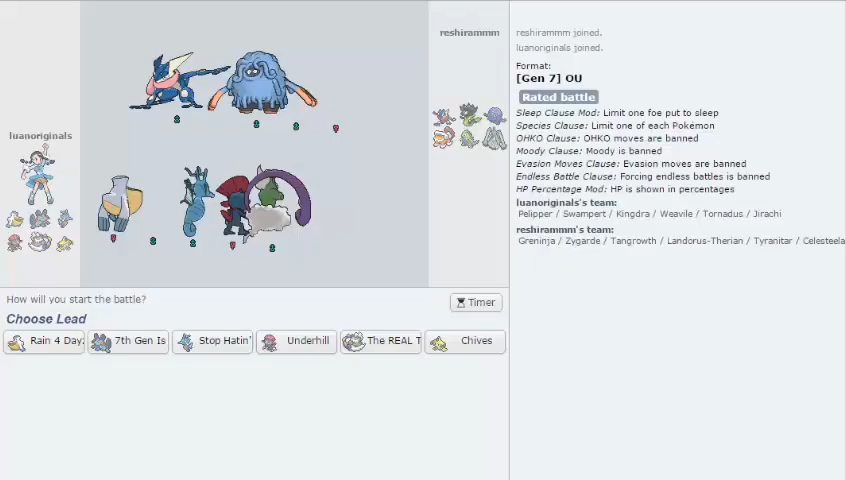 reshirammm
luanoriginals
How will you start the battle?
Timer
Choose Lead
Rain 4 Day
7th Gen Is
Stop Hatin'
Underhill
The REAL T
Chives
reshirammm joined.
luanoriginals joined.
Format:
[Gen 7] OU
Rated battle
Sleep Clause Mod: Limit one foe put to sleep
Species Clause: Limit one of each Pokémon
OHKO Clause: OHKO moves are banned
Moody Clause: Moody is banned
Evasion Moves Clause: Evasion moves are banned
Endless Battle Clause: Forcing endless battles is banned
HP Percentage Mod: HP is shown in percentages
luanoriginals's team:
Pelipper / Swampert / Kingdra / Weavile / Tornadus / Jirachi
reshirammm's team:
Greninja / Zygarde / Tangrowth / Landorus-Therian / Tyranitar / Celesteela